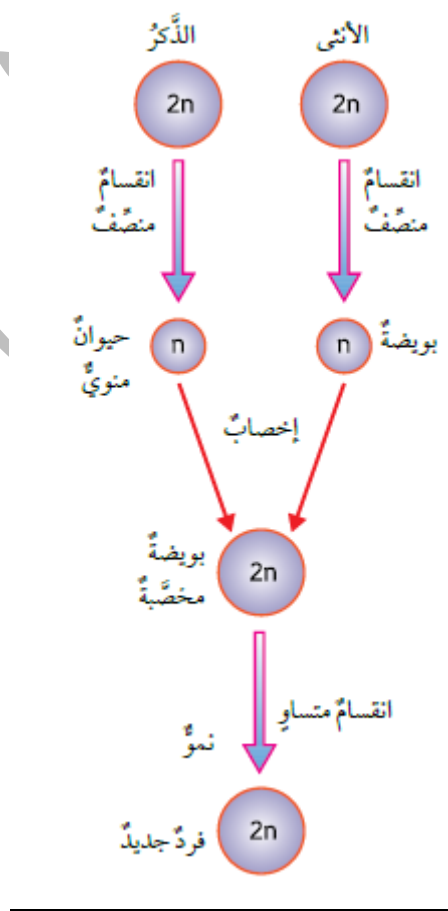 الأنثى
الذَّكرُ
2n
2n
انقسامٌ
منصِّفٌ
انقسامٌ
منصِّفٌ
بويضةٌ
n
n
حيوانٌ
منويٌّ
إخصابٌ
بويضةٌ
مخصَّبةٌ
2n
انقسامٌ متساوٍ
نموٌّ
فردٌ جديدٌ
2n